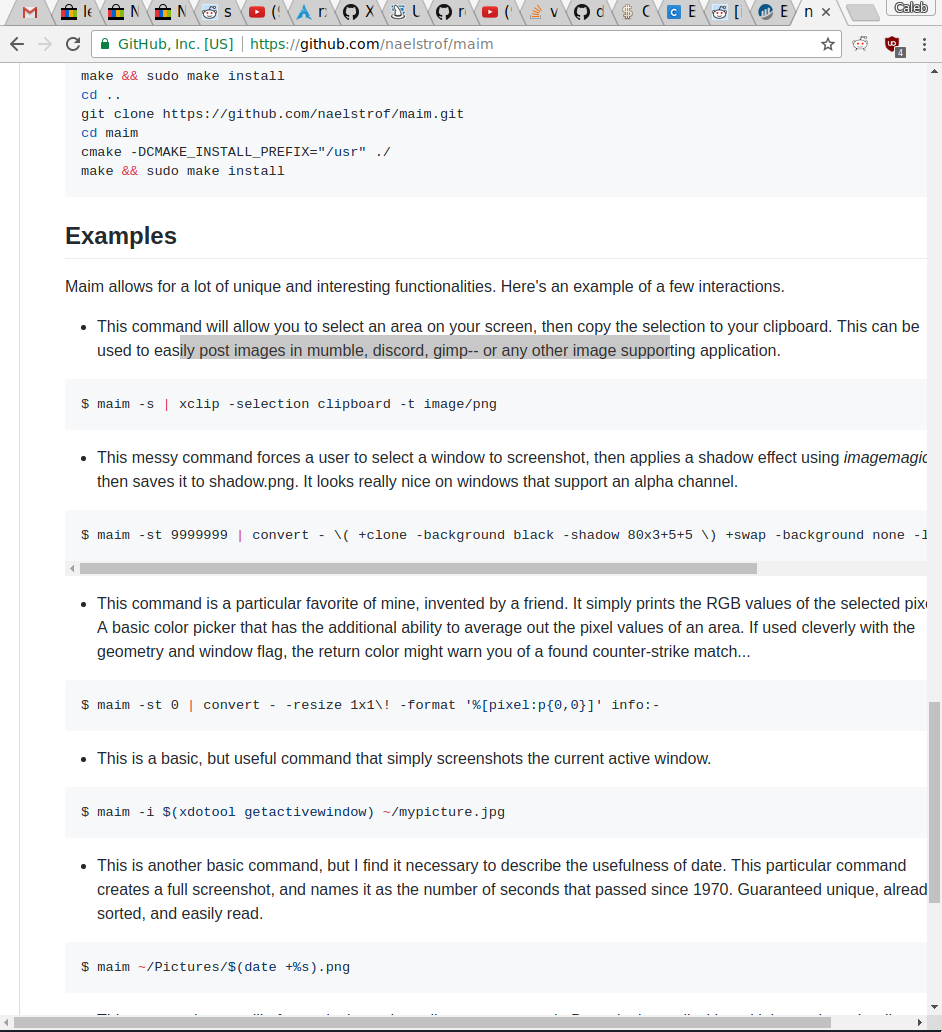 Caleb
GitHub, Inc. [US] | https://github.com/naelstrof/maim
4
make && sudo make install
cd ..
git clone https://github.com/naelstrof/maim.git
cd maim
cmake -DCMAKE_INSTALL_PREFIX="/usr" ./
make && sudo make install
Examples
Maim allows for a lot of unique and interesting functionalities. Here's an example of a few interactions.
• This command will allow you to select an area on your screen, then copy the selection to your clipboard. This can be
used to easily post images in mumble, discord, gimp-- or any other image supporting application.
$ maim -s | xclip -selection clipboard -t image/png
• This messy command forces a user to select a window to screenshot, then applies a shadow effect using imagemagic
then saves it to shadow.png. It looks really nice on windows that support an alpha channel.
$ maim -st 9999999 | convert - \( +clone -background black -shadow 80x3+5+5 \) +swap -background none -l
• This command is a particular favorite of mine, invented by a friend. It simply prints the RGB values of the selected pix
A basic color picker that has the additional ability to average out the pixel values of an area. If used cleverly with the
geometry and window flag, the return color might warn you of a found counter-strike match...
$ maim -st 0 | convert - -resize 1x1\! -format '%[pixel:p{0,0}]' info:-
• This is a basic, but useful command that simply screenshots the current active window.
$ maim -i $(xdotool getactivewindow) ~/mypicture.jpg
• This is another basic command, but I find it necessary to describe the usefulness of date. This particular command
creates a full screenshot, and names it as the number of seconds that passed since 1970. Guaranteed unique, alread
sorted, and easily read.
$ maim ~/Pictures/$(date +%s).png